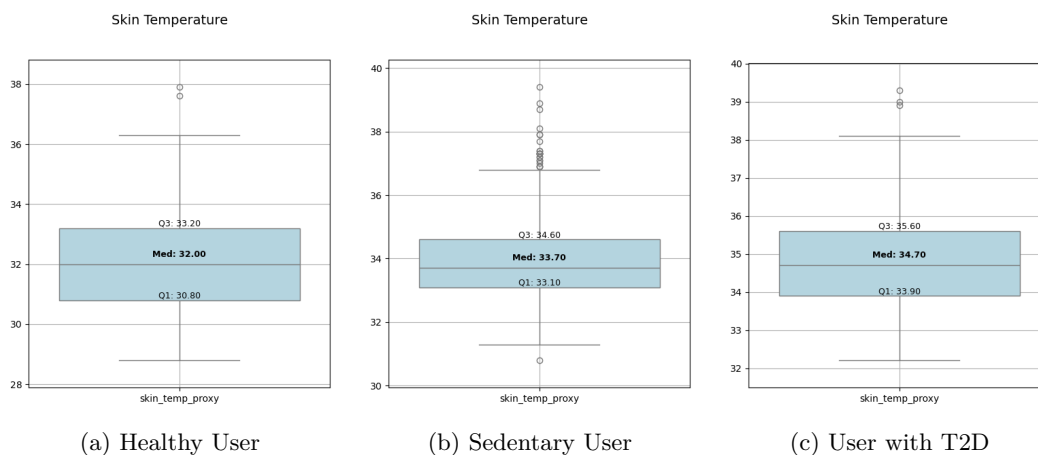 Skin Temperature
38
36
34
32
30
28
Q3: 33.20
Med: 32.00
Q1: 30.80
skin_temp_proxy
(a) Healthy User
Skin Temperature
40
38
36
34
32
30
Q3: 34.60
Med: 33.70
Q1: 33.10
skin_temp_proxy
(b) Sedentary User
Skin Temperature
40
39
38
37
36
35
34
33
32
Q3: 35.60
Med: 34.70
Q1: 33.90
skin_temp_proxy
(c) User with T2D